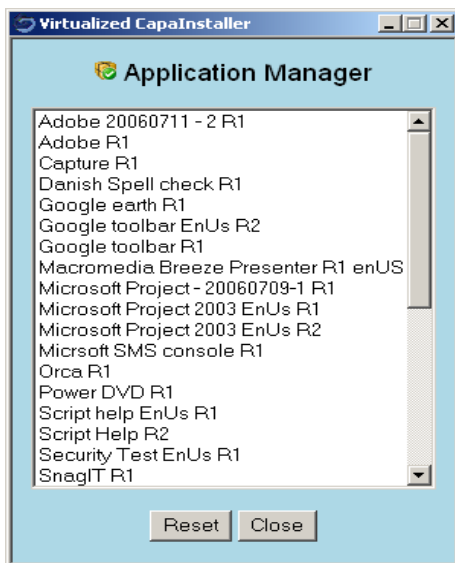 Virtualized CapaInstaller
Application Manager
Adobe 20060711 - 2 R1
Adobe R1
Capture R1
Danish Spell check R1
Google earth R1
Google toolbar EnUs R2
Google toolbar R1
Macromedia Breeze Presenter R1 enUS
Microsoft Project - 20060709-1 R1
Microsoft Project 2003 EnUs R1
Microsoft Project 2003 EnUs R2
Micrsoft SMS console R1
Orca R1
Power DVD R1
Script help EnUs R1
Script Help R2
Security Test EnUs R1
SnagIT R1
Reset Close